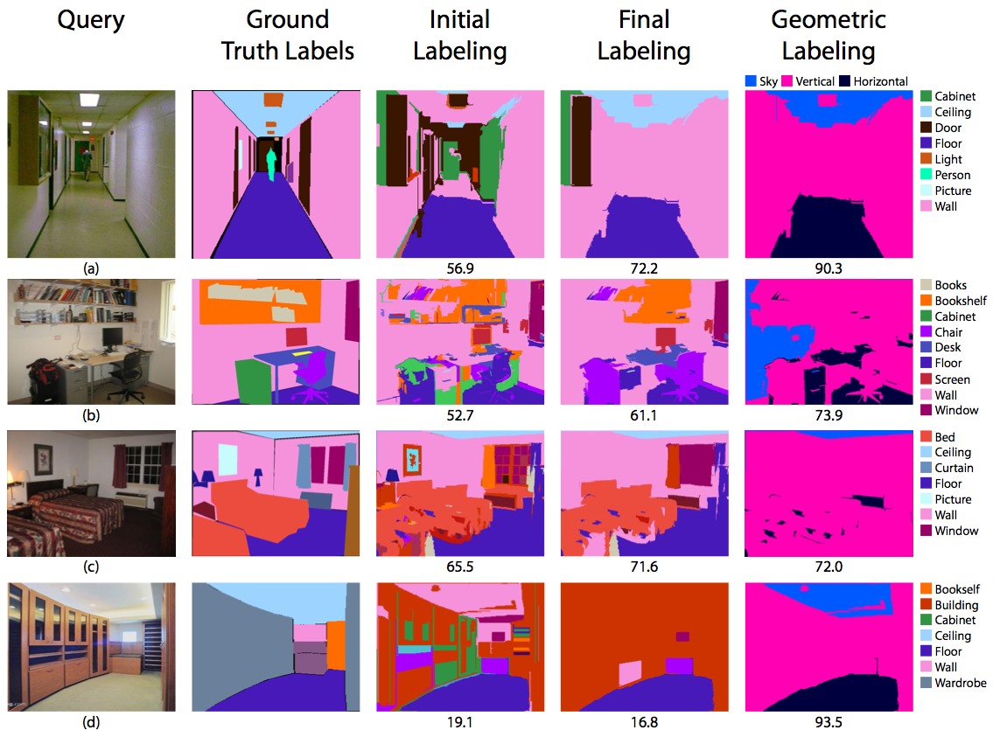 Query
Ground
Truth Labels
Initial
Labeling
Final
Labeling
Geometric
Labeling
Sky Vertical Horizontal
Cabinet
Ceiling
Door
Floor
Light
Person
Picture
Wall
(a)
56.9
72.2
90.3
Books
Bookshelf
Cabinet
Chair
Desk
Floor
Screen
Wall
Window
(b)
52.7
61.1
73.9
Bed
Ceiling
Curtain
Floor
Picture
Wall
Window
(c)
65.5
71.6
72.0
Bookself
Building
Cabinet
Ceiling
Floor
Wall
Wardrobe
(d)
19.1
16.8
93.5